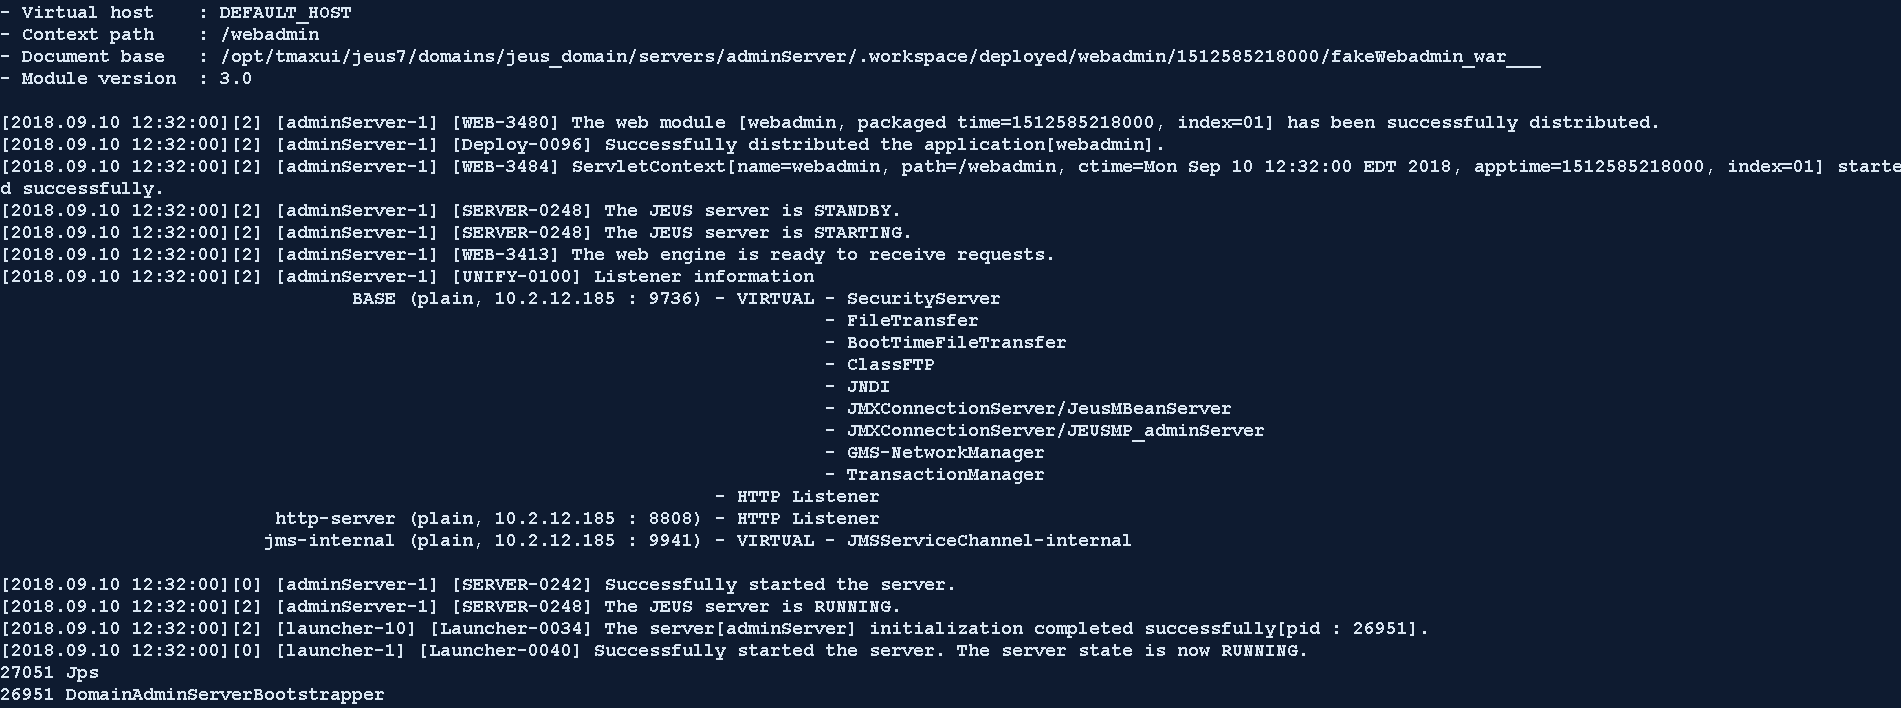 - Virtual host    : DEFAULT_HOST
- Context path    : /webadmin
- Document base   : /opt/tmaxui/jeus7/domains/jeus_domain/servers/adminServer/.workspace/deployed/webadmin/1512585218000/fakeWebadmin_war___
- Module version  : 3.0
[2018.09.10 12:32:00][2] [adminServer-1] [WEB-3480] The web module [webadmin, packaged time=1512585218000, index=01] has been successfully distributed.
[2018.09.10 12:32:00][2] [adminServer-1] [Deploy-0096] Successfully distributed the application[webadmin].
[2018.09.10 12:32:00][2] [adminServer-1] [WEB-3484] ServletContext[name=webadmin, path=/webadmin, ctime=Mon Sep 10 12:32:00 EDT 2018, apptime=1512585218000, index=01] starte
d successfully.
[2018.09.10 12:32:00][2] [adminServer-1] [SERVER-0248] The JEUS server is STANDBY.
[2018.09.10 12:32:00][2] [adminServer-1] [SERVER-0248] The JEUS server is STARTING.
[2018.09.10 12:32:00][2] [adminServer-1] [WEB-3413] The web engine is ready to receive requests.
[2018.09.10 12:32:00][2] [adminServer-1] [UNIFY-0100] Listener information
BASE (plain, 10.2.12.185 : 9736) - VIRTUAL - SecurityServer
- FileTransfer
- BootTimeFileTransfer
- ClassFTP
- JNDI
- JMXConnectionServer/JeusMBeanServer
- JMXConnectionServer/JEUSMP_adminServer
- GMS-NetworkManager
- TransactionManager
- HTTP Listener
http-server (plain, 10.2.12.185 : 8808) - HTTP Listener
jms-internal (plain, 10.2.12.185 : 9941) - VIRTUAL - JMSServiceChannel-internal
[2018.09.10 12:32:00][0] [adminServer-1] [SERVER-0242] Successfully started the server.
[2018.09.10 12:32:00][2] [adminServer-1] [SERVER-0248] The JEUS server is RUNNING.
[2018.09.10 12:32:00][2] [launcher-10] [Launcher-0034] The server[adminServer] initialization completed successfully[pid : 26951].
[2018.09.10 12:32:00][0] [launcher-1] [Launcher-0040] Successfully started the server. The server state is now RUNNING.
27051 Jps
26951 DomainAdminServerBootstrapper